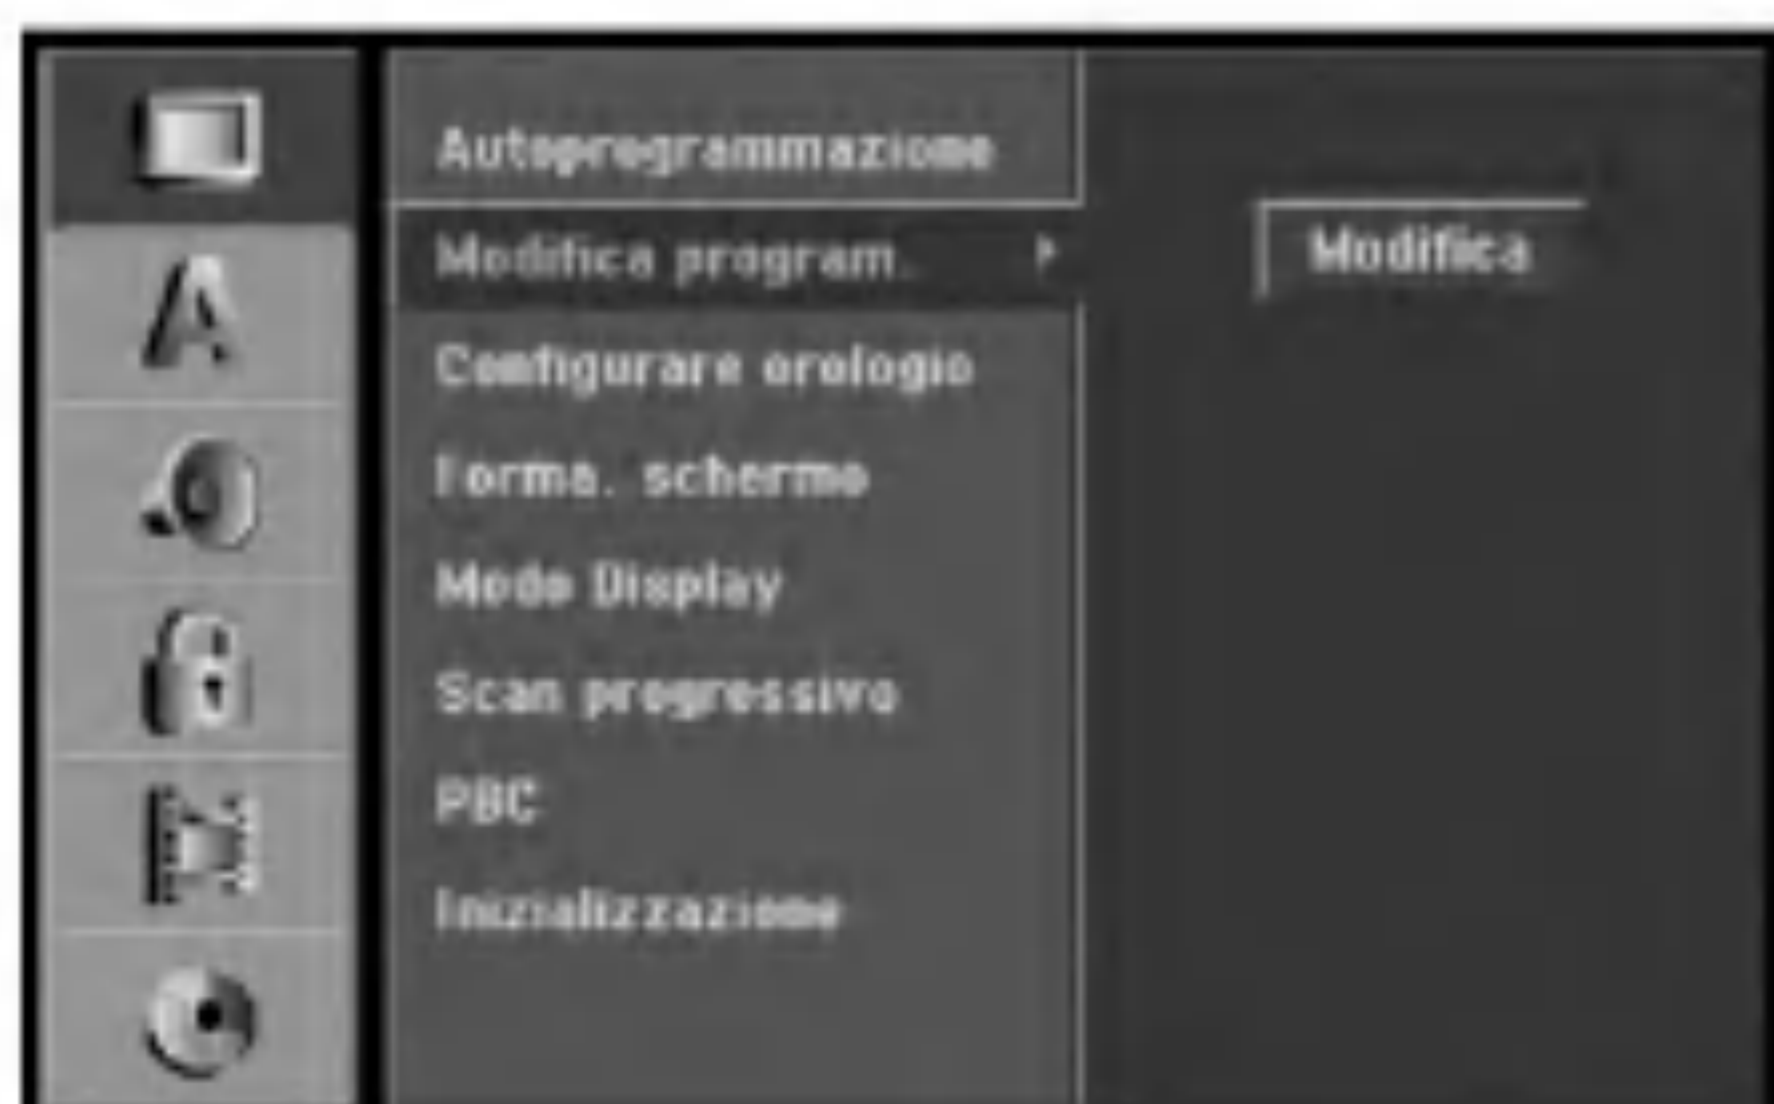 Autoprogrammazione
Modifica program.
Modifica
Configurare orologio
Forma. schermo
Modo Display
Scan progressivo
PBC
Inizializzazione